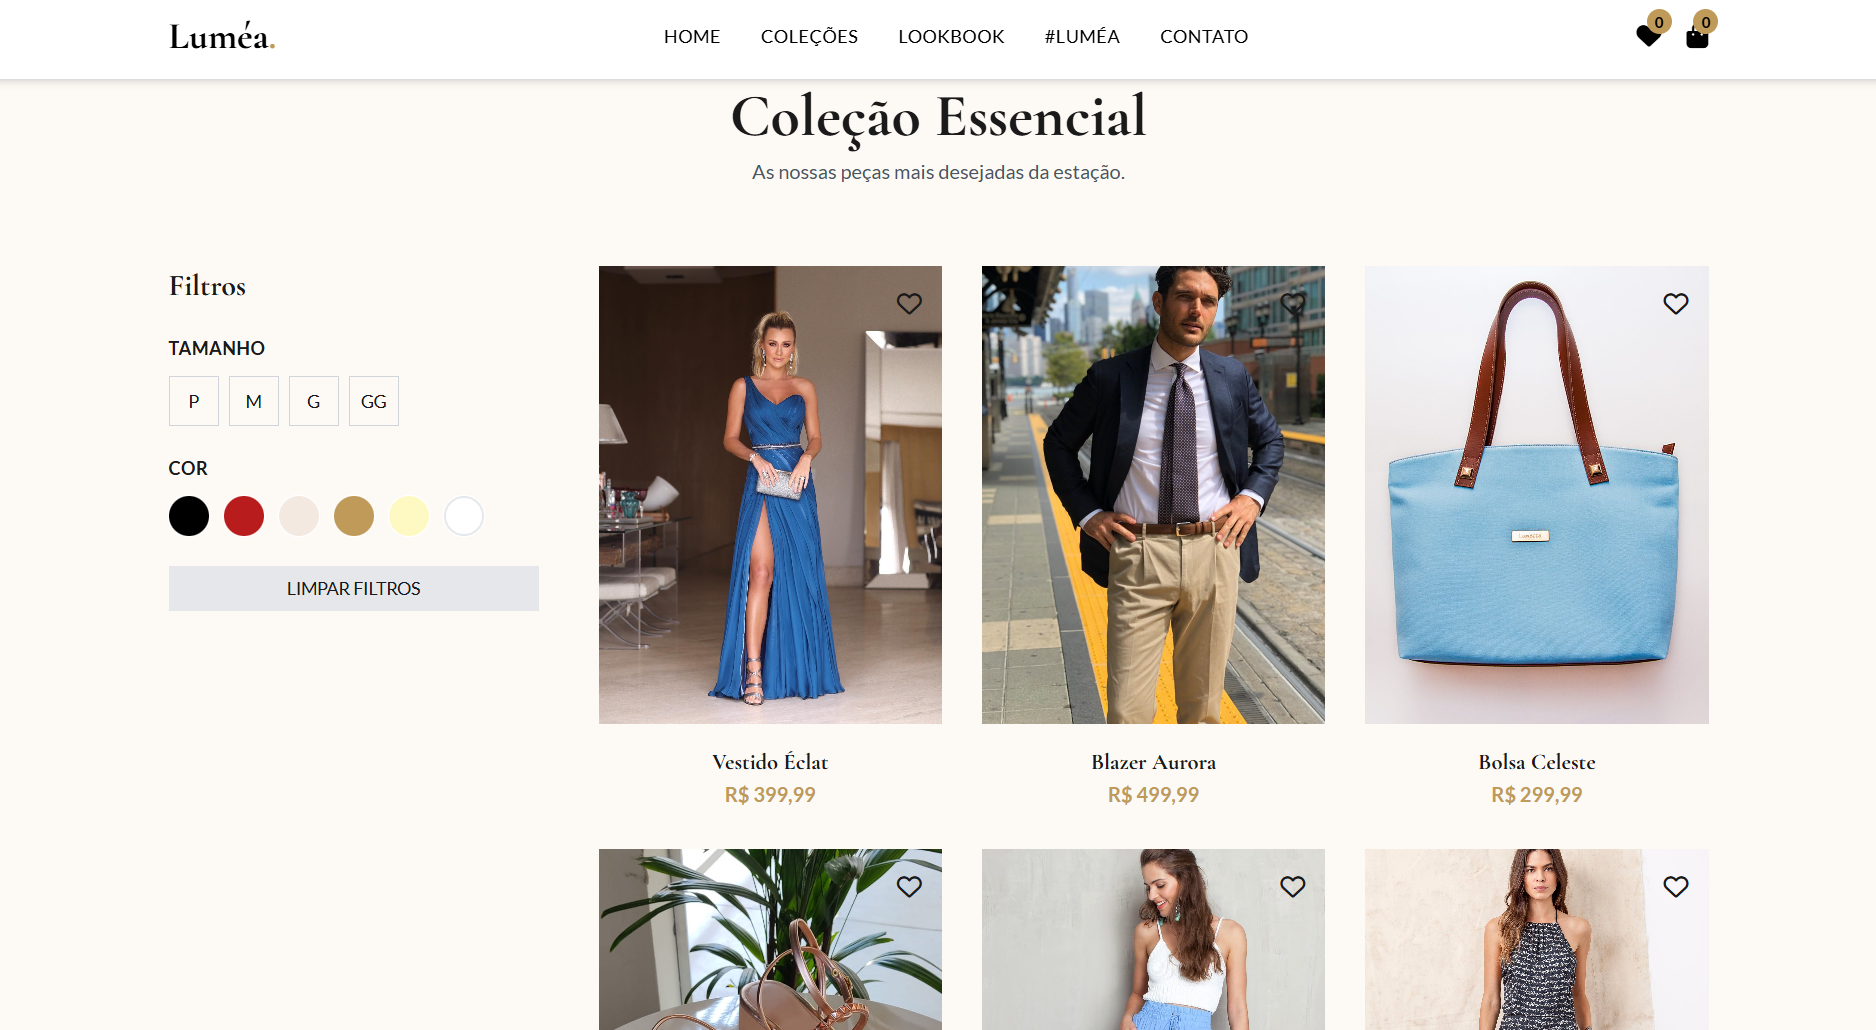 Luméa.
HOME COLEÇÕES LOOKBOOK #LUMÉA CONTATO
0 0
Coleção Essencial
As nossas peças mais desejadas da estação.
Filtros
TAMANHO
P M G GG
COR
LIMPAR FILTROS
Vestido Éclat
R$ 399,99
Blazer Aurora
R$ 499,99
Bolsa Celeste
R$ 299,99